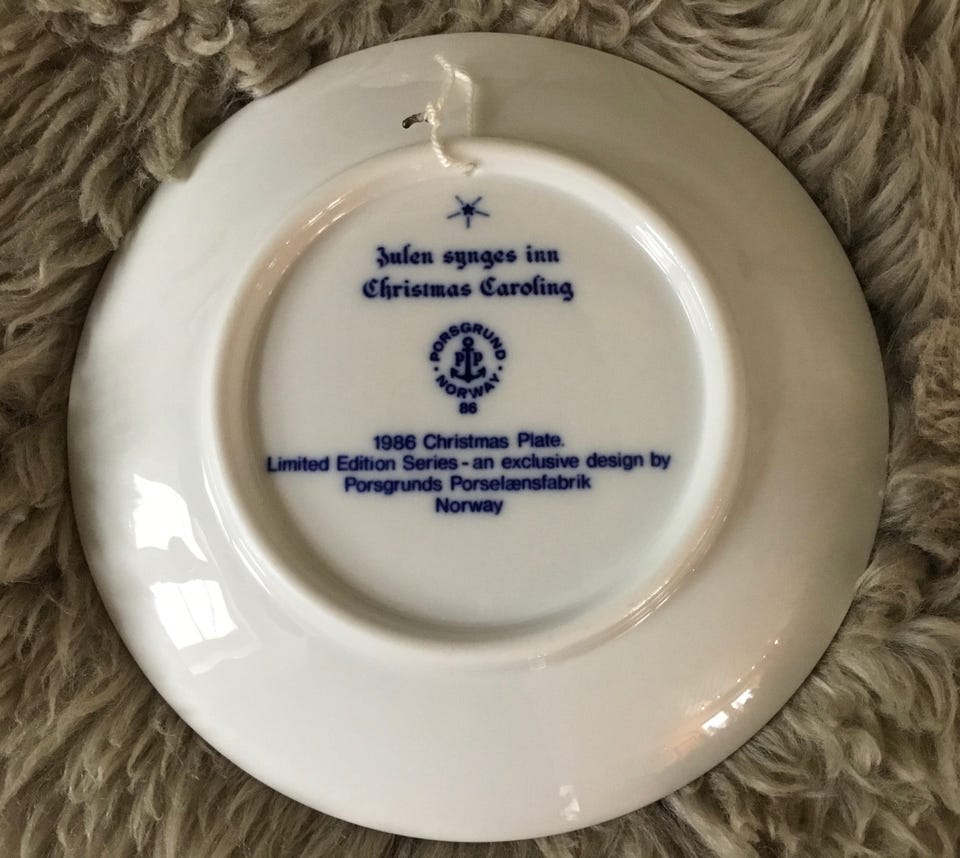 Julen synges inn
Christmas Caroling
PORSGRUND
P P
NORWAY
86
1986 Christmas Plate.
Limited Edition Series - an exclusive design by
Porsgrunds Porselænsfabrik
Norway